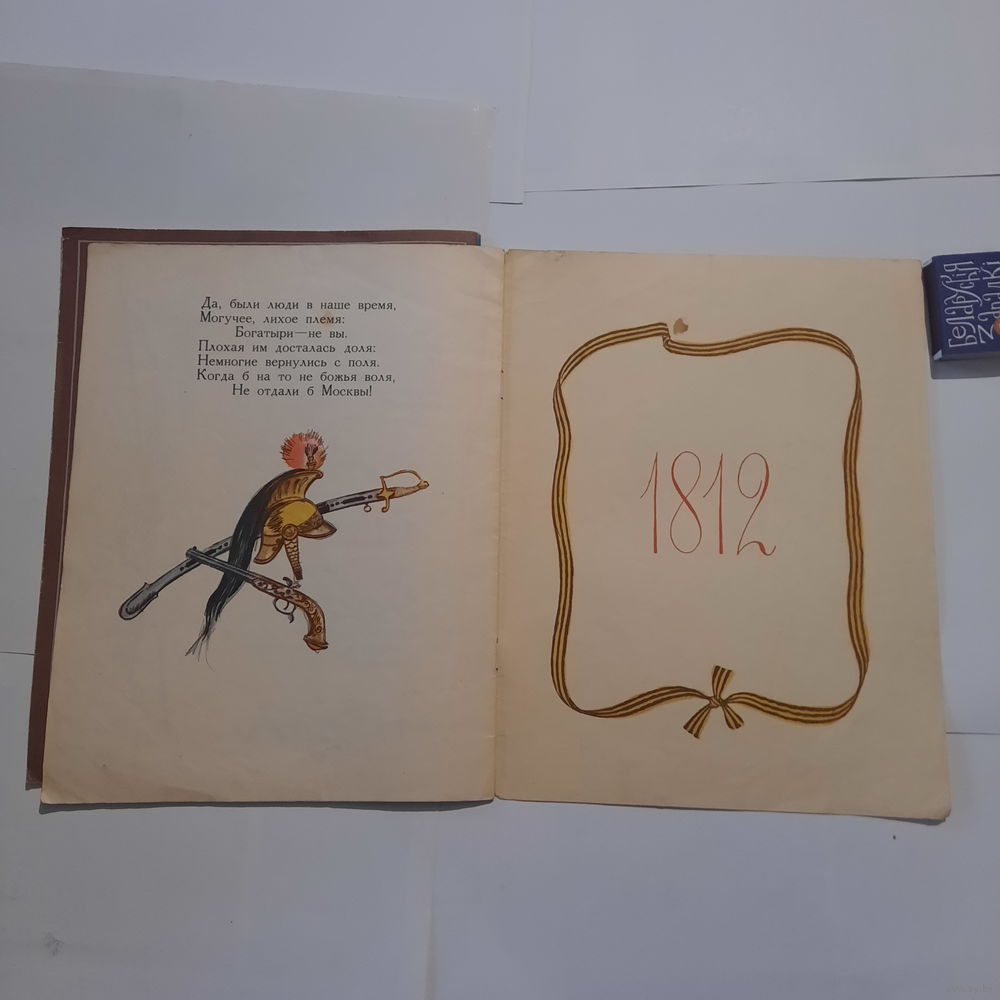 Да, были люди в наше время,
Могучее, лихое племя:
Богатыри—не вы.
Плохая им досталась доля:
Немногие вернулись с поля.
Когда б на то не божья воля,
Не отдали б Москвы!
1812
Беларускія
запалкі